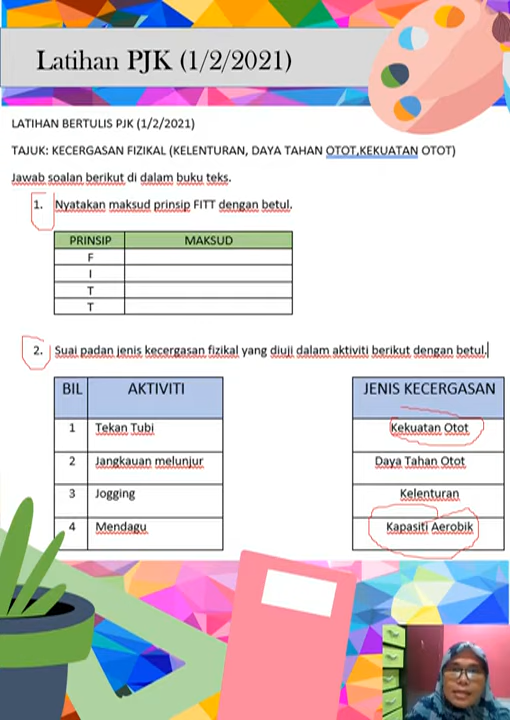 Latihan PJK (1/2/2021)
LATIHAN BERTULIS PJK (1/2/2021)
TAJUK: KECERGASAN FIZIKAL (KELENTURAN, DAYA TAHAN OTOT,KEKUATAN OTOT)
Jawab soalan berikut di dalam buku teks.
1. Nyatakan maksud prinsip FITT dengan betul.
PRINSIP MAKSUD
F
I
T
T
2. Suai padan jenis kecergasan fizikal yang diuji dalam aktiviti berikut dengan betul.
BIL AKTIVITI JENIS KECERGASAN
1 Tekan Tubi Kekuatan Otot
2 Jangkauan melunjur Daya Tahan Otot
3 Jogging Kelenturan
4 Mendagu Kapasiti Aerobik